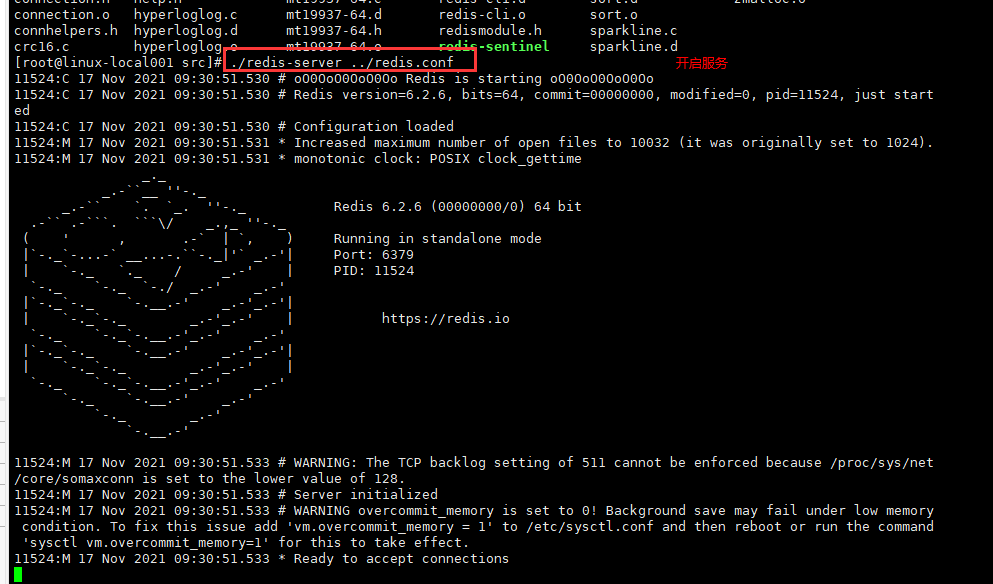 connection.h  help.h        mt19937-64.c       redis-cli.d      sort.d         zmalloc.o
connection.o  hyperloglog.c      mt19937-64.d       redis-cli.o        sort.o
connhelpers.h  hyperloglog.d      mt19937-64.h       redismodule.h      sparkline.c
crc16.c        hyperloglog.o      mt19937-64.o       redis-sentinel     sparkline.d
[root@linux-local001 src]# ./redis-server ../redis.conf 开启服务
11524:C 17 Nov 2021 09:30:51.530 # oO0OoO0OoO0Oo Redis is starting oO0OoO0OoO0Oo
11524:C 17 Nov 2021 09:30:51.530 # Redis version=6.2.6, bits=64, commit=00000000, modified=0, pid=11524, just start
ed
11524:C 17 Nov 2021 09:30:51.530 # Configuration loaded
11524:M 17 Nov 2021 09:30:51.531 * Increased maximum number of open files to 10032 (it was originally set to 1024).
11524:M 17 Nov 2021 09:30:51.531 * monotonic clock: POSIX clock_gettime
Redis 6.2.6 (00000000/0) 64 bit
Running in standalone mode
Port: 6379
PID: 11524
https://redis.io
11524:M 17 Nov 2021 09:30:51.533 # WARNING: The TCP backlog setting of 511 cannot be enforced because /proc/sys/net
/core/somaxconn is set to the lower value of 128.
11524:M 17 Nov 2021 09:30:51.533 # Server initialized
11524:M 17 Nov 2021 09:30:51.533 # WARNING overcommit_memory is set to 0! Background save may fail under low memory
condition. To fix this issue add 'vm.overcommit_memory = 1' to /etc/sysctl.conf and then reboot or run the command
'sysctl vm.overcommit_memory=1' for this to take effect.
11524:M 17 Nov 2021 09:30:51.533 * Ready to accept connections